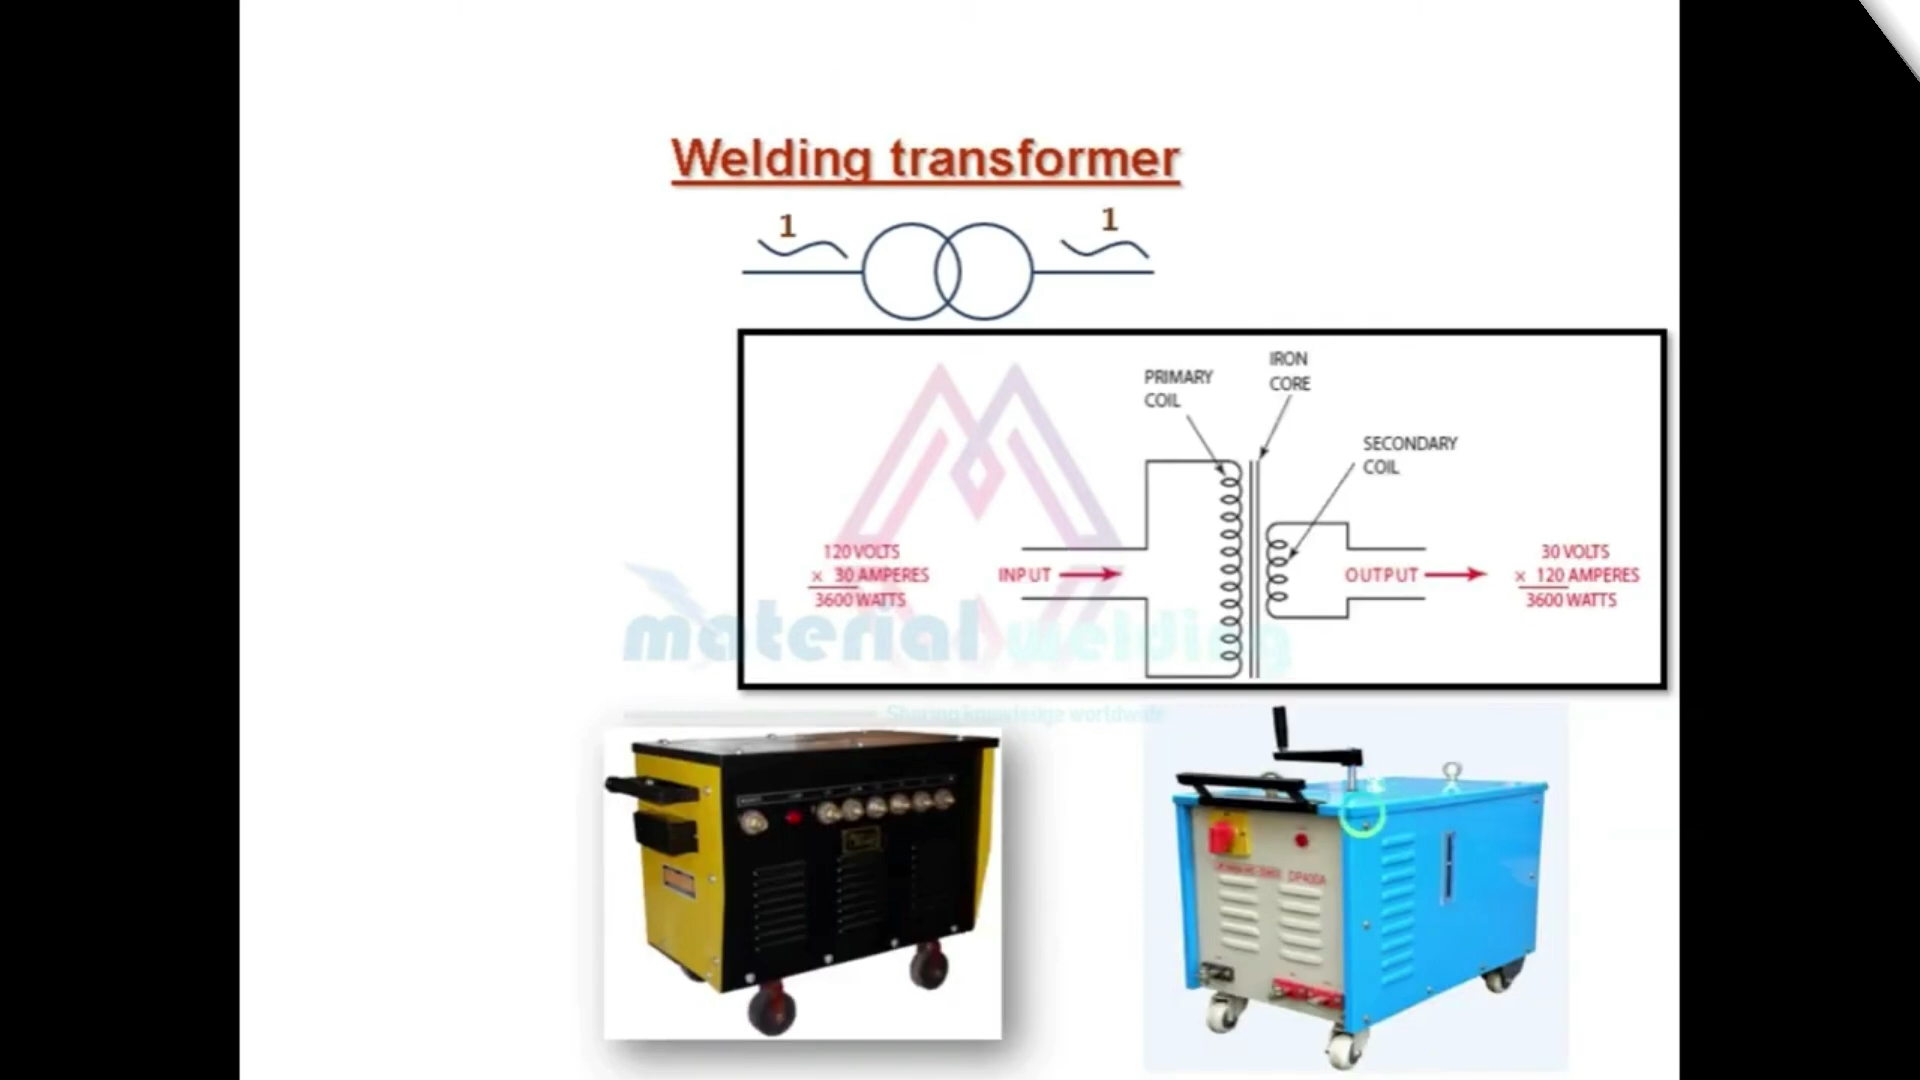 Welding transformer
1
1
PRIMARY
COIL
IRON
CORE
SECONDARY
COIL
120 VOLTS
x 30 AMPERES
3600 WATTS
INPUT
OUTPUT
30 VOLTS
x 120 AMPERES
3600 WATTS
material welding
Sharing knowledge worldwide
DP400A